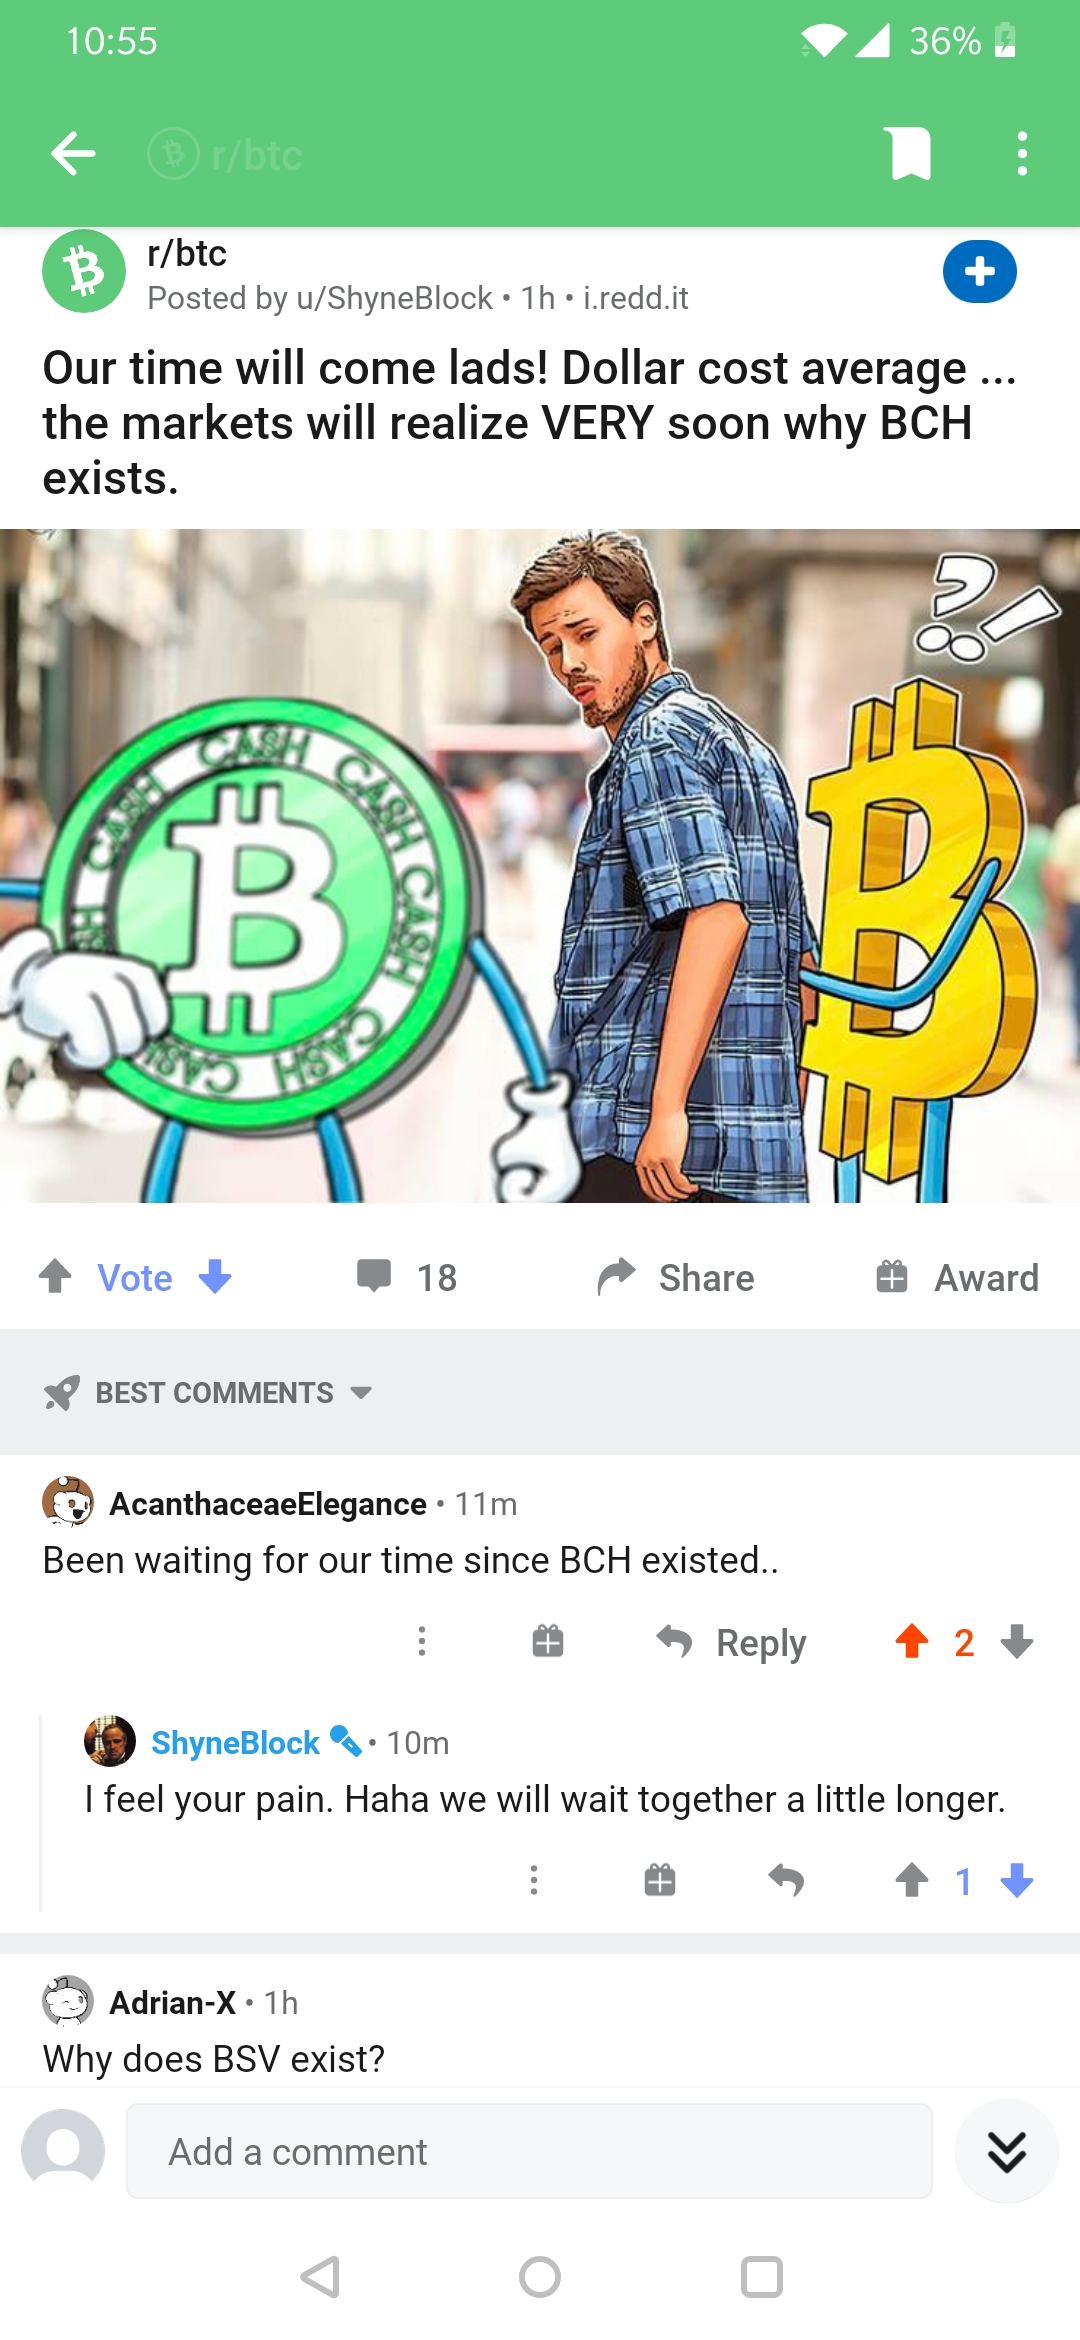 10:55
36%
r/btc
r/btc
Posted by u/ShyneBlock • 1h • i.redd.it
Our time will come lads! Dollar cost average ...
the markets will realize VERY soon why BCH
exists.
?!
CASH CASH CASH CASH CASH CASH CASH CASH
Vote
18
Share
Award
BEST COMMENTS
AcanthaceaeElegance • 11m
Been waiting for our time since BCH existed..
Reply
2
ShyneBlock • 10m
I feel your pain. Haha we will wait together a little longer.
1
Adrian-X • 1h
Why does BSV exist?
Add a comment